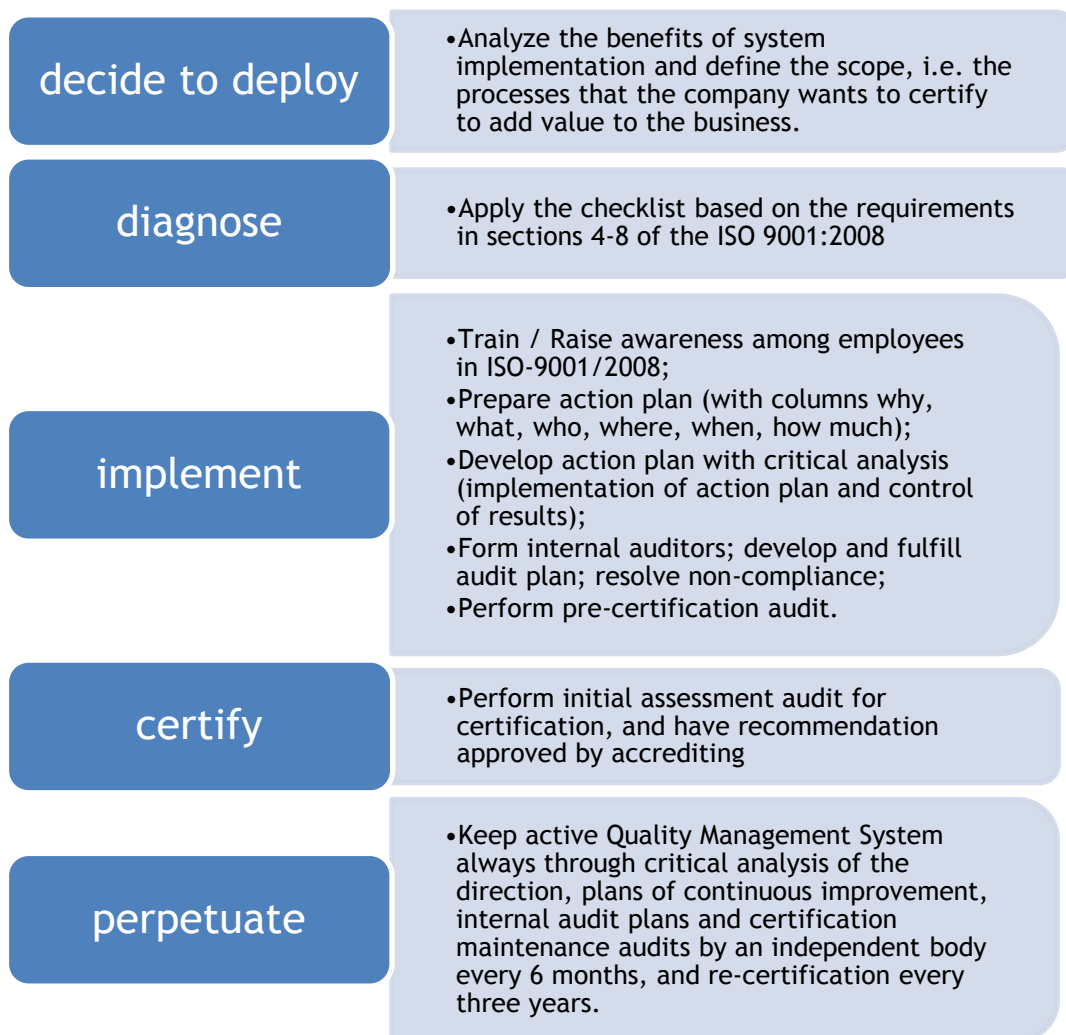 decide to deploy
•Analyze the benefits of system
implementation and define the scope, i.e. the
processes that the company wants to certify
to add value to the business.
diagnose
•Apply the checklist based on the requirements
in sections 4-8 of the ISO 9001:2008
implement
•Train / Raise awareness among employees
in ISO-9001/2008;
•Prepare action plan (with columns why,
what, who, where, when, how much);
•Develop action plan with critical analysis
(implementation of action plan and control
of results);
•Form internal auditors; develop and fulfill
audit plan; resolve non-compliance;
•Perform pre-certification audit.
certify
•Perform initial assessment audit for
certification, and have recommendation
approved by accrediting
perpetuate
•Keep active Quality Management System
always through critical analysis of the
direction, plans of continuous improvement,
internal audit plans and certification
maintenance audits by an independent body
every 6 months, and re-certification every
three years.